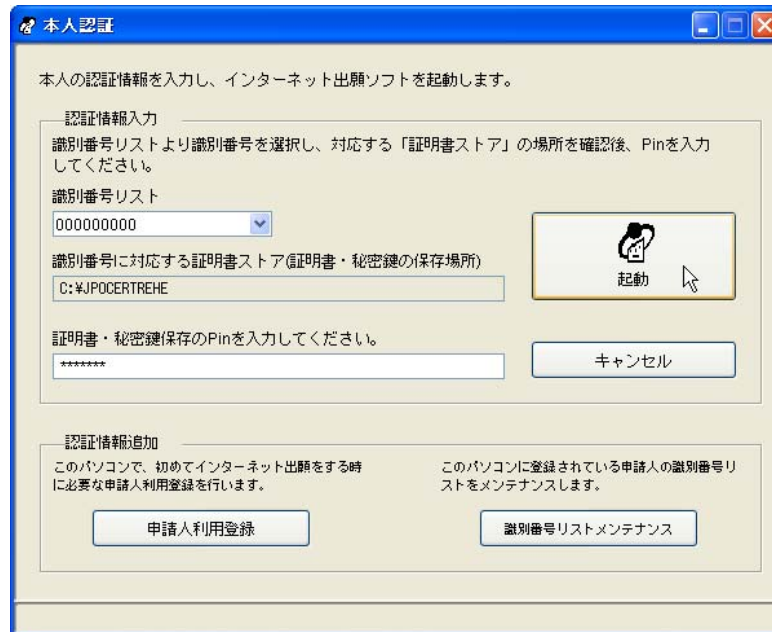 本人認証
本人の認証情報を入力し、インターネット出願ソフトを起動します。
認証情報入力
識別番号リストより識別番号を選択し、対応する「証明書ストア」の場所を確認後、Pinを入力
してください。
識別番号リスト
000000000
識別番号に対応する証明書ストア(証明書・秘密鍵の保存場所)
C:¥JPOCERTREHE
起動
証明書・秘密鍵保存のPinを入力してください。
*******
キャンセル
認証情報追加
このパソコンで、初めてインターネット出願をする時
に必要な申請人利用登録を行います。
申請人利用登録
このパソコンに登録されている申請人の識別番号リ
ストをメンテナンスします。
識別番号リストメンテナンス